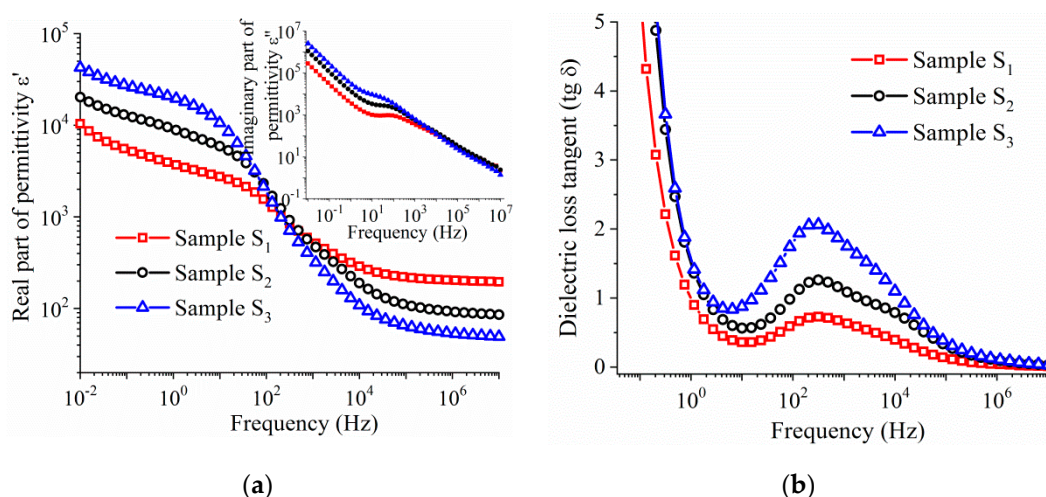 10^5
10^4
10^3
10^2
Real part of permittivity ε'
10^-2
10^0
10^2
10^4
10^6
Frequency (Hz)
Sample S1
Sample S2
Sample S3
10^7
10^5
10^3
10^1
10^-1
Imaginary part of
permittivity ε''
10^-1
10^1
10^3
10^5
10^7
Frequency (Hz)
(a)
5
4
3
2
1
0
Dielectric loss tangent (tg δ)
Sample S1
Sample S2
Sample S3
10^0
10^2
10^4
10^6
Frequency (Hz)
(b)